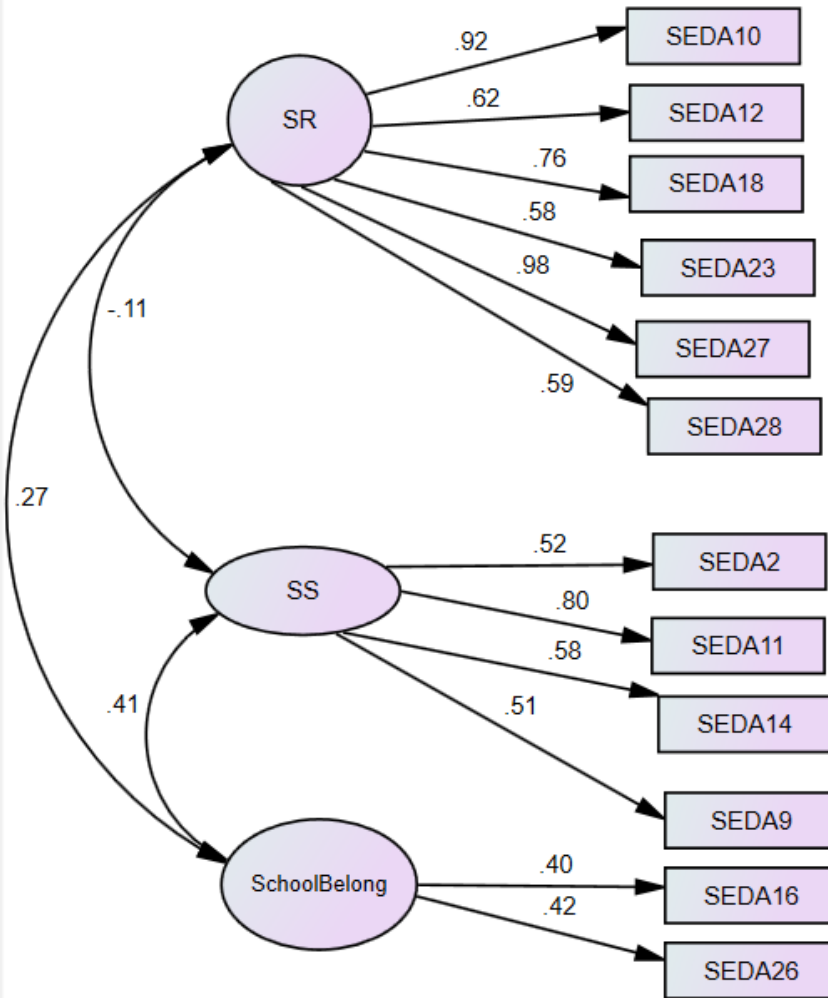 .92
SEDA10
SR
.62
SEDA12
.76
SEDA18
.58
SEDA23
.98
SEDA27
.59
SEDA28
-.11
.27
SS
.52
SEDA2
.80
SEDA11
.58
SEDA14
.51
SEDA9
.41
SchoolBelong
.40
SEDA16
.42
SEDA26